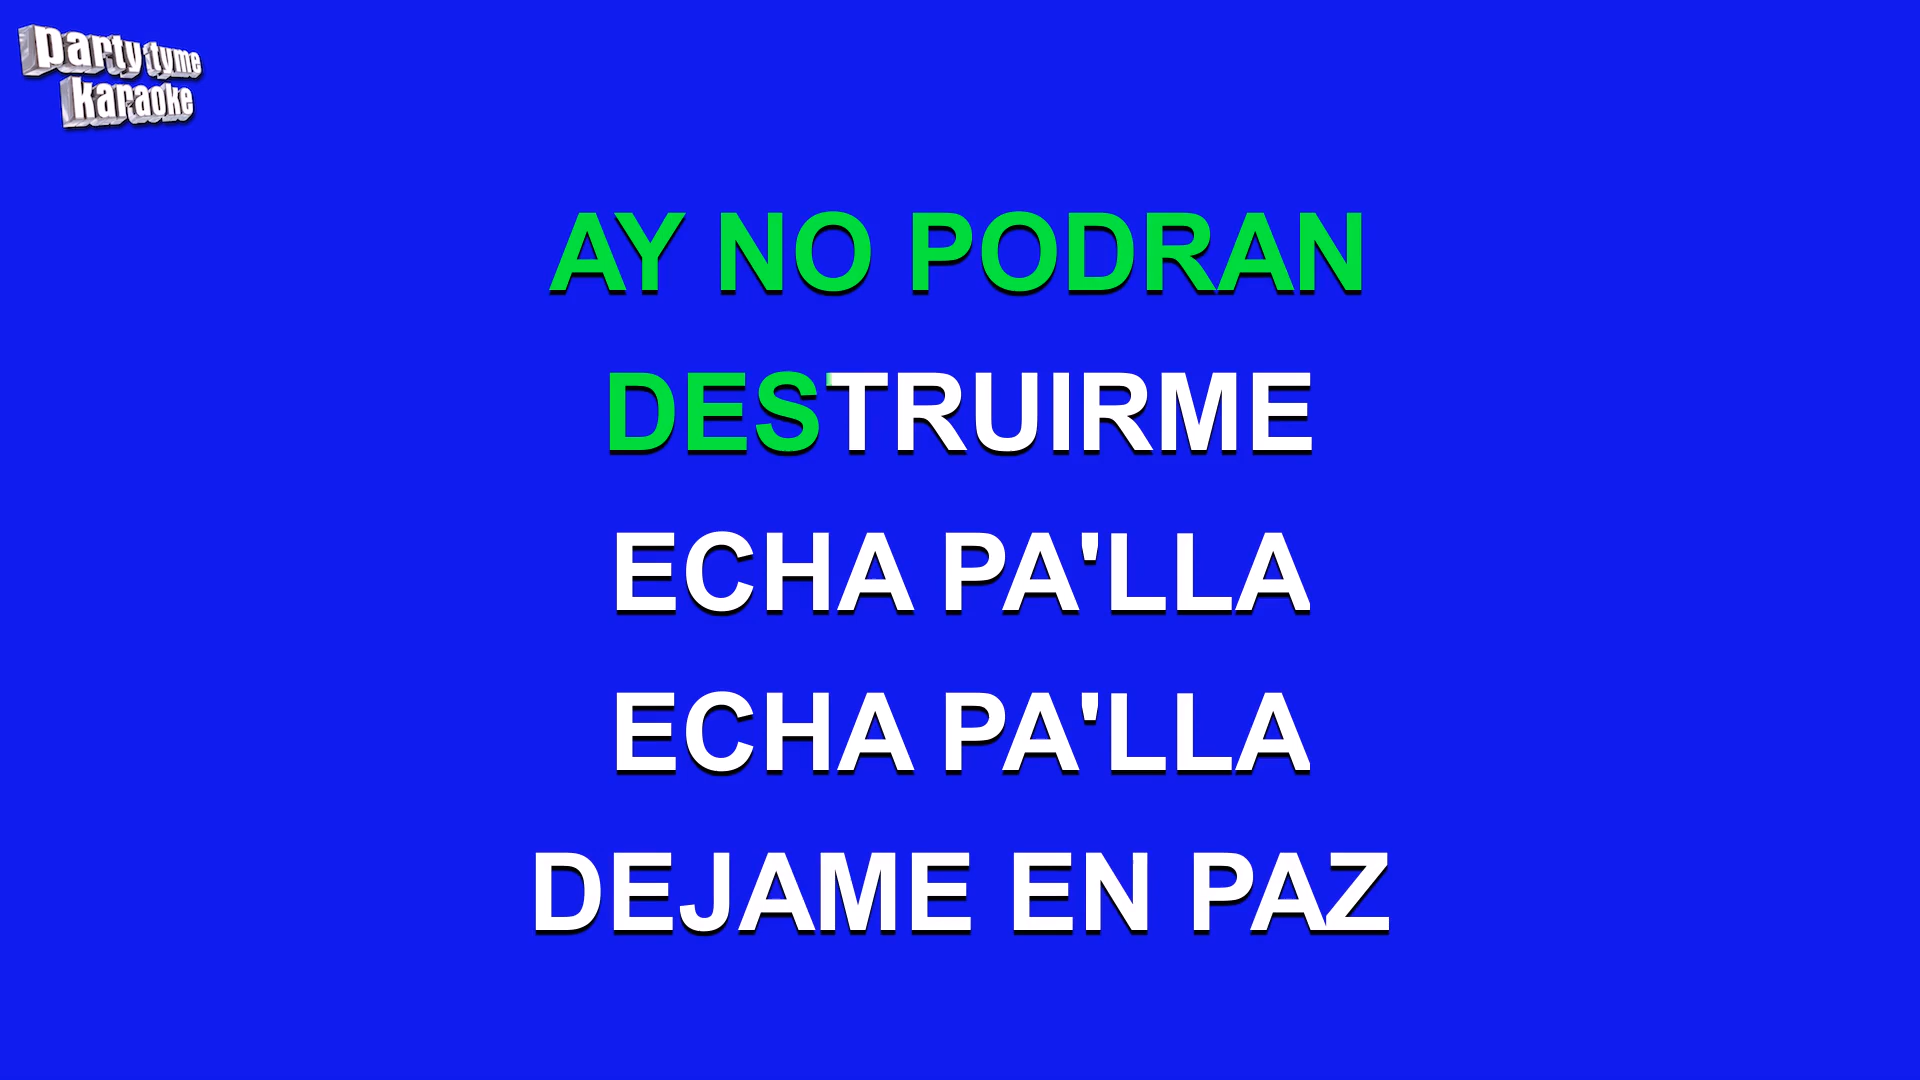 party tyme
karaoke
AY NO PODRAN
DESTRUIRME
ECHA PA'LLA
ECHA PA'LLA
DEJAME EN PAZ